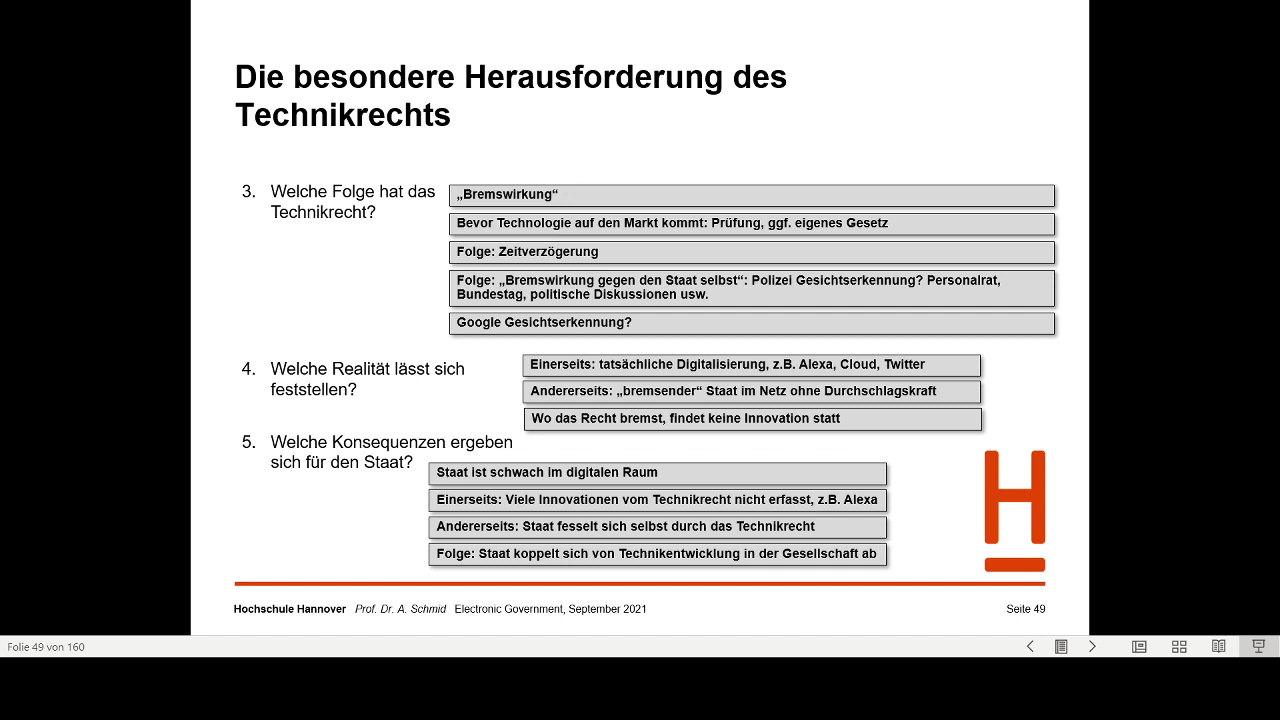 Die besondere Herausforderung des
Technikrechts
3. Welche Folge hat das
Technikrecht?
„Bremswirkung“
Bevor Technologie auf den Markt kommt: Prüfung, ggf. eigenes Gesetz
Folge: Zeitverzögerung
Folge: „Bremswirkung gegen den Staat selbst“: Polizei Gesichtserkennung? Personalrat,
Bundestag, politische Diskussionen usw.
Google Gesichtserkennung?
4. Welche Realität lässt sich
feststellen?
Einerseits: tatsächliche Digitalisierung, z.B. Alexa, Cloud, Twitter
Andererseits: „bremsender“ Staat im Netz ohne Durchschlagskraft
Wo das Recht bremst, findet keine Innovation statt
5. Welche Konsequenzen ergeben
sich für den Staat?
Staat ist schwach im digitalen Raum
Einerseits: Viele Innovationen vom Technikrecht nicht erfasst, z.B. Alexa
Andererseits: Staat fesselt sich selbst durch das Technikrecht
Folge: Staat koppelt sich von Technikentwicklung in der Gesellschaft ab
H
Hochschule Hannover Prof. Dr. A. Schmid Electronic Government, September 2021 Seite 49
Folie 49 von 160